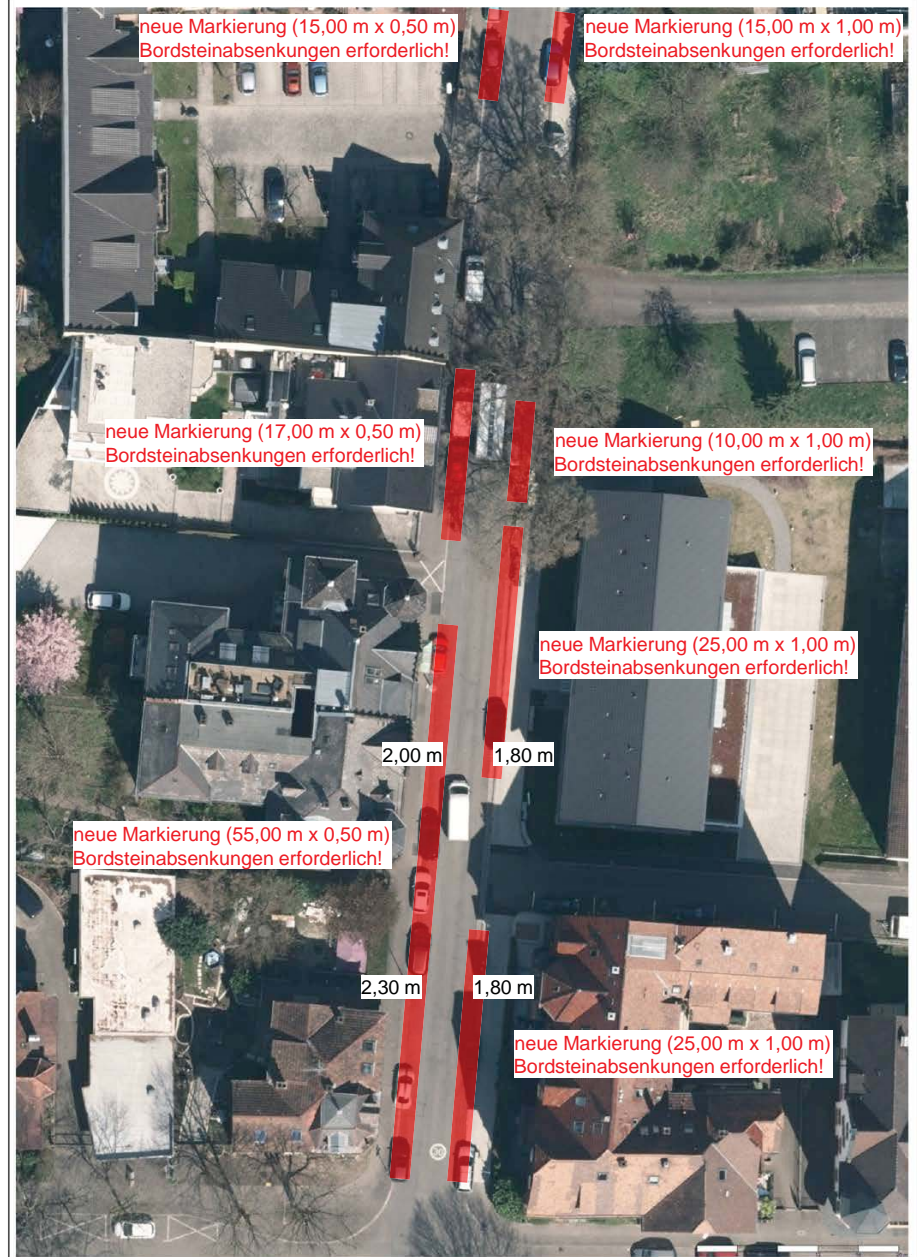 neue Markierung (15,00 m x 0,50 m)
Bordsteinabsenkungen erforderlich!
neue Markierung (15,00 m x 1,00 m)
Bordsteinabsenkungen erforderlich!
neue Markierung (17,00 m x 0,50 m)
Bordsteinabsenkungen erforderlich!
neue Markierung (10,00 m x 1,00 m)
Bordsteinabsenkungen erforderlich!
neue Markierung (25,00 m x 1,00 m)
Bordsteinabsenkungen erforderlich!
2,00 m
1,80 m
neue Markierung (55,00 m x 0,50 m)
Bordsteinabsenkungen erforderlich!
2,30 m
1,80 m
neue Markierung (25,00 m x 1,00 m)
Bordsteinabsenkungen erforderlich!